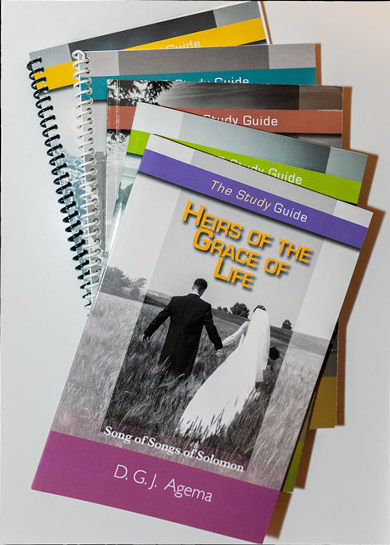 Study Guide
Study Guide
Study Guide
Study Guide
The Study Guide
HEIRS OF THE
GRACE OF
LIFE
Song of Songs of Solomon
D. G. J. Agema